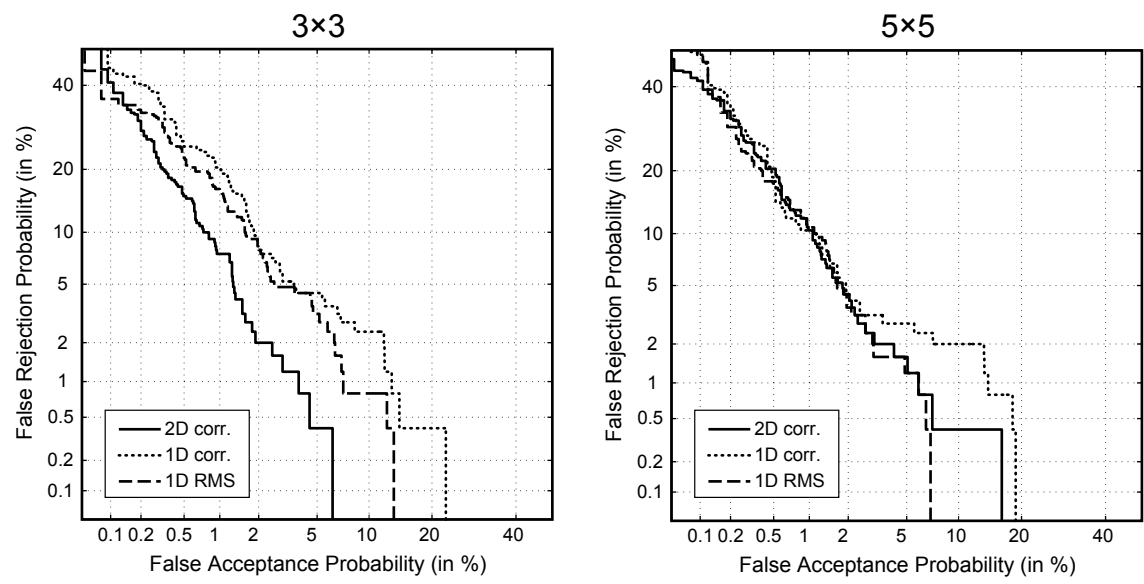 3×3
40
20
10
5
2
1
0.5
0.2
0.1
False Rejection Probability (in %)
2D corr.
1D corr.
1D RMS
0.1 0.2 0.5 1 2 5 10 20 40
False Acceptance Probability (in %)
5×5
40
20
10
5
2
1
0.5
0.2
0.1
False Rejection Probability (in %)
2D corr.
1D corr.
1D RMS
0.1 0.2 0.5 1 2 5 10 20 40
False Acceptance Probability (in %)